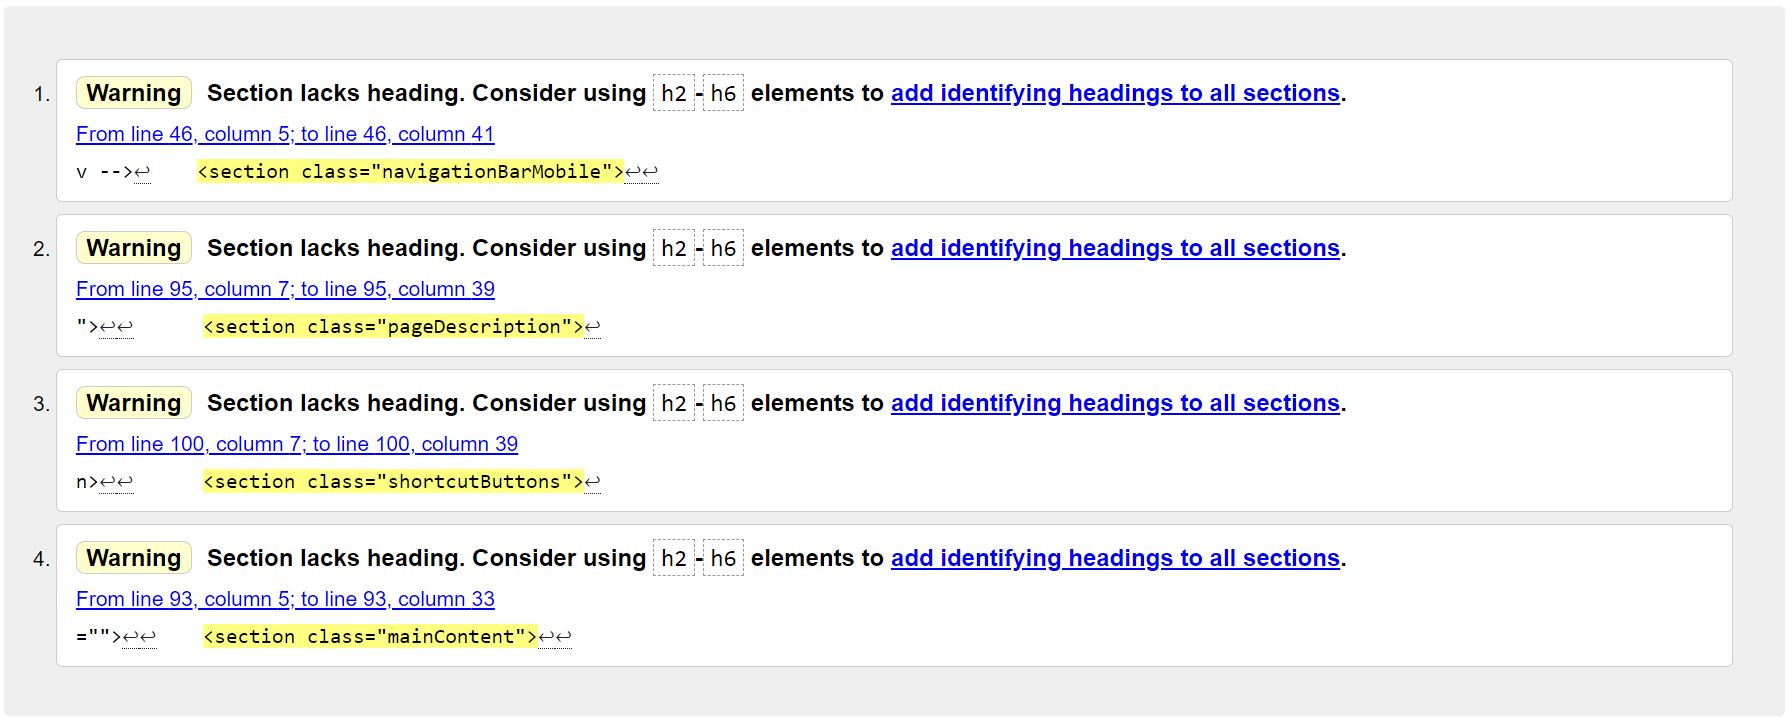 1. Warning Section lacks heading. Consider using h2-h6 elements to add identifying headings to all sections.
From line 46, column 5; to line 46, column 41
v -->↩ <section class="navigationBarMobile">↩↩
2. Warning Section lacks heading. Consider using h2-h6 elements to add identifying headings to all sections.
From line 95, column 7; to line 95, column 39
">↩↩ <section class="pageDescription">↩
3. Warning Section lacks heading. Consider using h2-h6 elements to add identifying headings to all sections.
From line 100, column 7; to line 100, column 39
n>↩↩ <section class="shortcutButtons">↩
4. Warning Section lacks heading. Consider using h2-h6 elements to add identifying headings to all sections.
From line 93, column 5; to line 93, column 33
="">↩↩ <section class="mainContent">↩↩